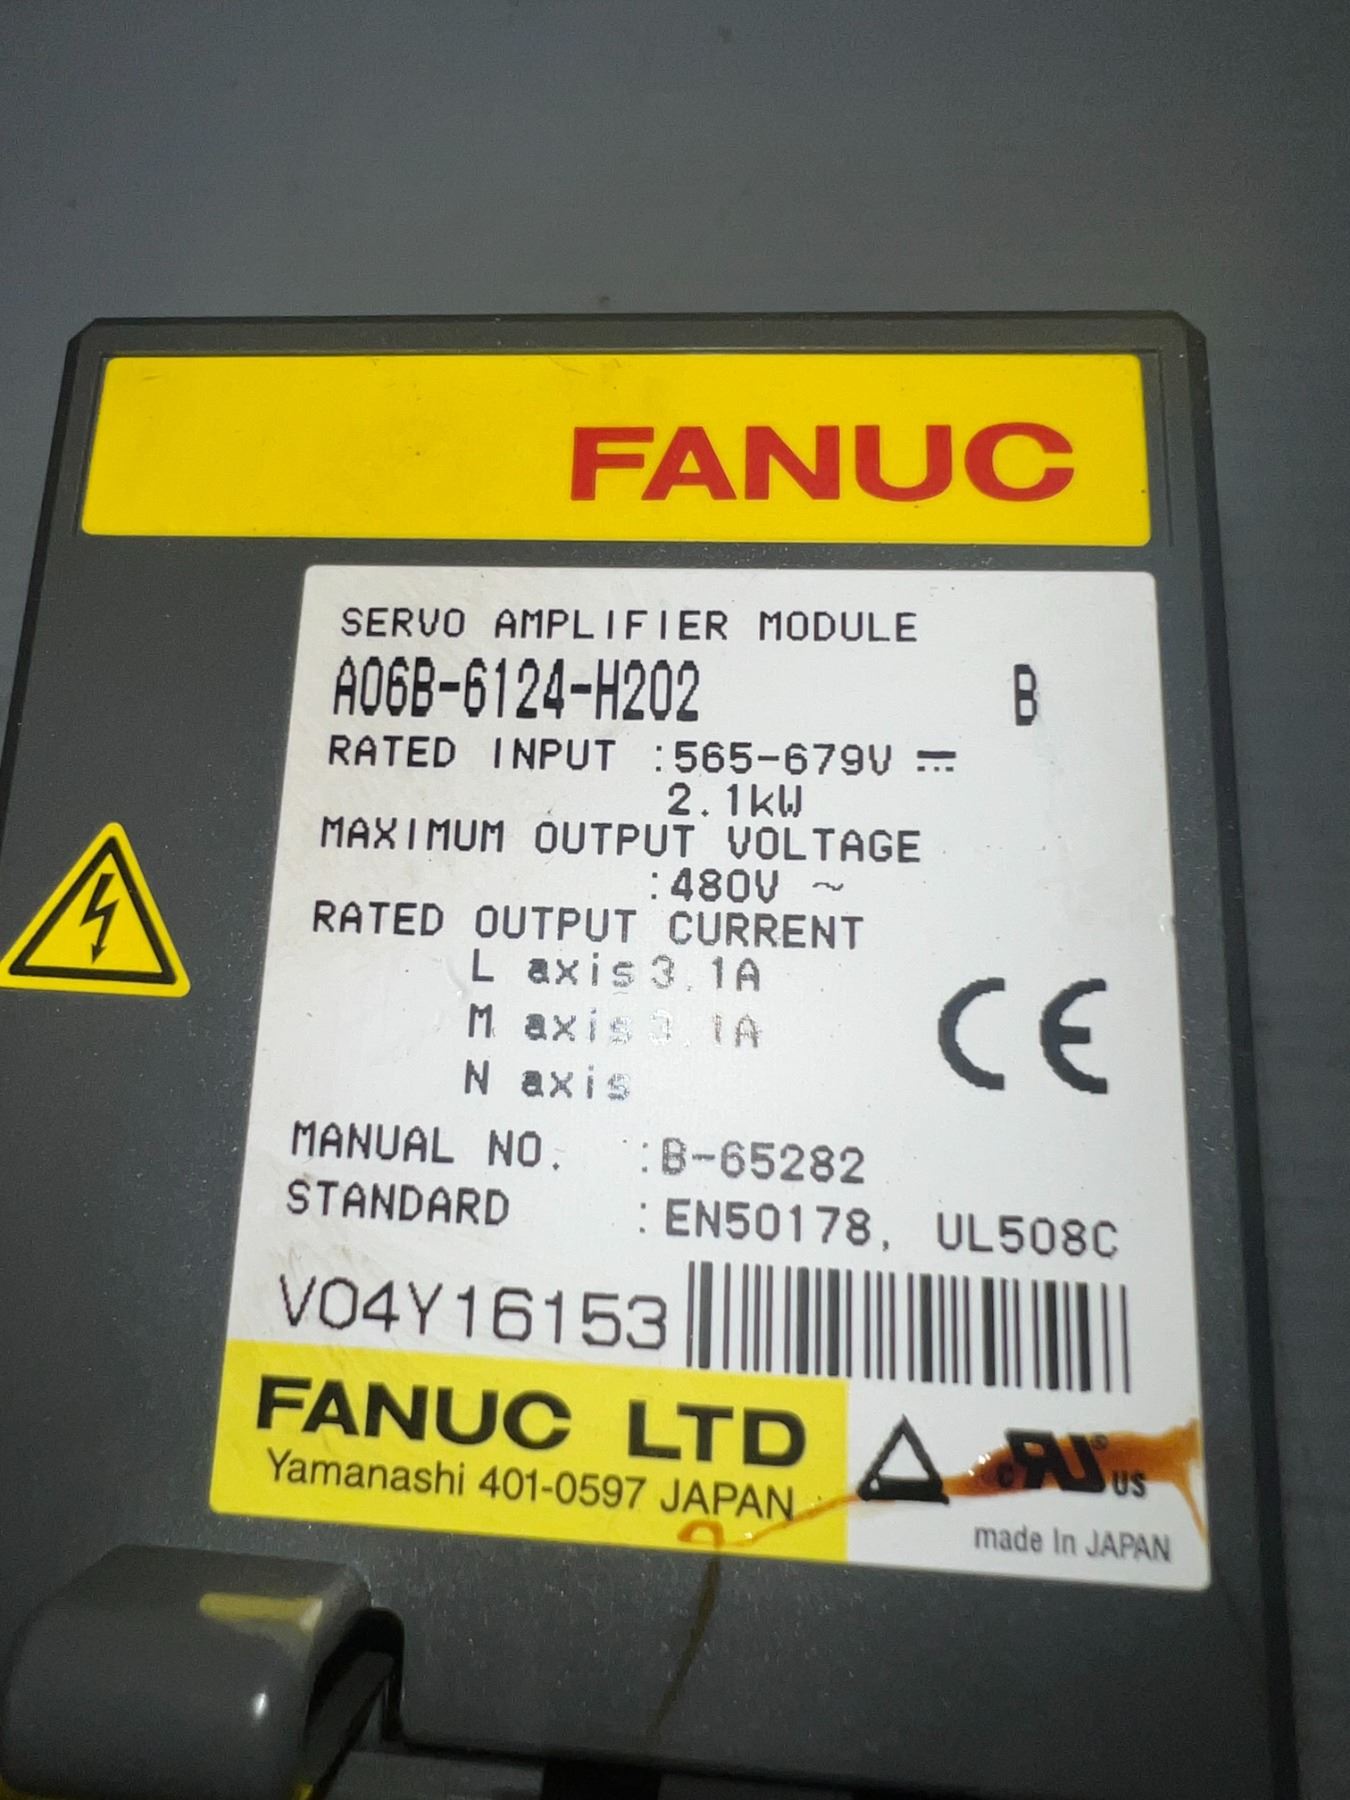 FANUC
SERVO AMPLIFIER MODULE
A06B-6124-H202 B
RATED INPUT :565-679V ⎓
2.1kW
MAXIMUM OUTPUT VOLTAGE
:480V ~
RATED OUTPUT CURRENT
L axis 3.1A
M axis 3.1A
N axis
CE
MANUAL NO. :B-65282
STANDARD :EN50178, UL508C
V04Y16153
FANUC LTD
Yamanashi 401-0597 JAPAN
c RU ® US
made In JAPAN